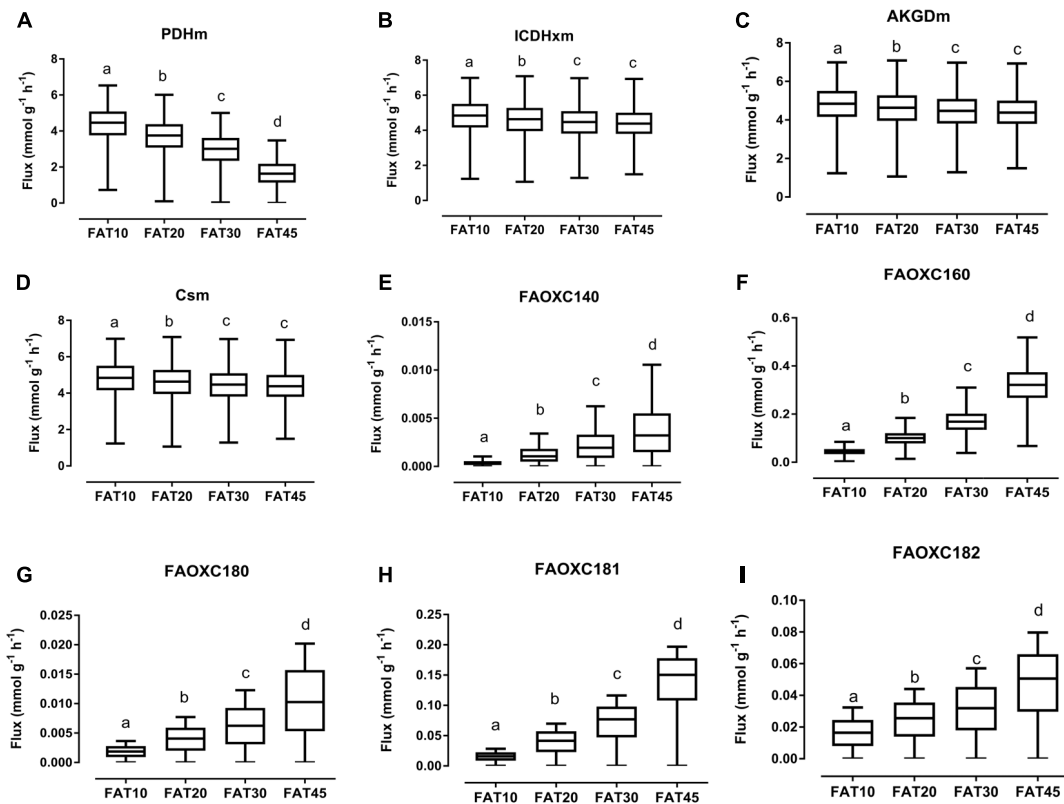 A
PDHm
Flux (mmol g-1 h-1)
8
6
4
2
0
a
b
c
d
FAT10 FAT20 FAT30 FAT45
B
ICDHxm
Flux (mmol g-1 h-1)
8
6
4
2
0
a
b
c
c
FAT10 FAT20 FAT30 FAT45
C
AKGDm
Flux (mmol g-1 h-1)
8
6
4
2
0
a
b
c
c
FAT10 FAT20 FAT30 FAT45
D
Csm
Flux (mmol g-1 h-1)
8
6
4
2
0
a
b
c
c
FAT10 FAT20 FAT30 FAT45
E
FAOXC140
Flux (mmol g-1 h-1)
0.015
0.010
0.005
0.000
a
b
c
d
FAT10 FAT20 FAT30 FAT45
F
FAOXC160
Flux (mmol g-1 h-1)
0.6
0.4
0.2
0.0
a
b
c
d
FAT10 FAT20 FAT30 FAT45
G
FAOXC180
Flux (mmol g-1 h-1)
0.025
0.020
0.015
0.010
0.005
0.000
a
b
c
d
FAT10 FAT20 FAT30 FAT45
H
FAOXC181
Flux (mmol g-1 h-1)
0.25
0.20
0.15
0.10
0.05
0.00
a
b
c
d
FAT10 FAT20 FAT30 FAT45
I
FAOXC182
Flux (mmol g-1 h-1)
0.10
0.08
0.06
0.04
0.02
0.00
a
b
c
d
FAT10 FAT20 FAT30 FAT45